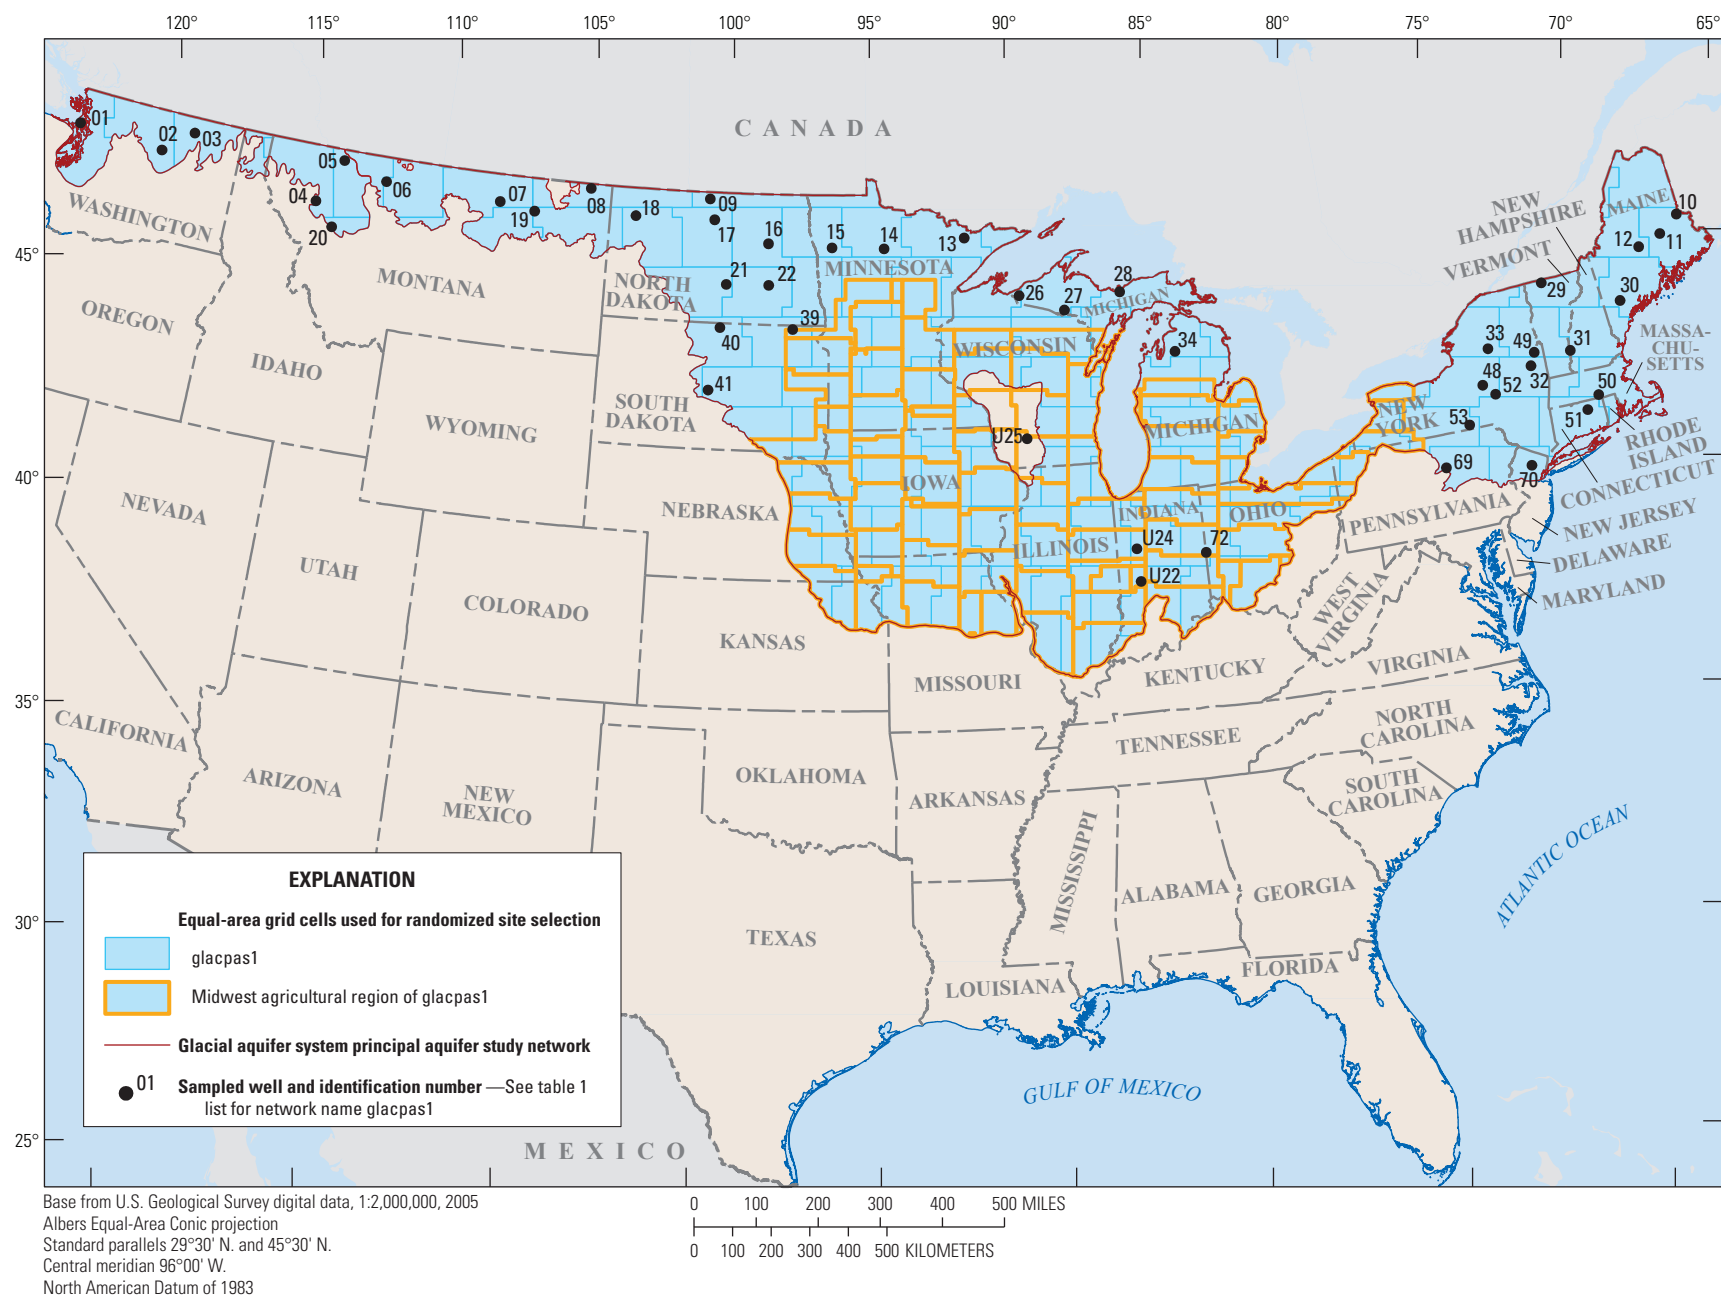 120° 115° 105° 100° 95° 90° 85° 80° 75° 70° 65°
110°
CANADA
01
02
03
05
04
06
20
07
19
08
18
09
17
16
15
14
13
21
22
39
40
41
26
27
28
34
U25
U24
U22
72
10
11
12
30
29
33
49
31
32
48
52
50
51
53
69
70
WASHINGTON
OREGON
IDAHO
MONTANA
NORTH
DAKOTA
MINNESOTA
WISCONSIN
MICHIGAN
MICHIGAN
SOUTH
DAKOTA
WYOMING
NEVADA
UTAH
COLORADO
NEBRASKA
IOWA
ILLINOIS
INDIANA
OHIO
KANSAS
MISSOURI
KENTUCKY
WEST
VIRGINIA
VIRGINIA
PENNSYLVANIA
NEW
YORK
NEW
HAMPSHIRE
VERMONT
MAINE
MASSA-
CHU-
SETTS
RHODE
ISLAND
CONNECTICUT
NEW JERSEY
DELAWARE
MARYLAND
CALIFORNIA
ARIZONA
NEW
MEXICO
OKLAHOMA
ARKANSAS
TENNESSEE
NORTH
CAROLINA
SOUTH
CAROLINA
MISSISSIPPI
ALABAMA
GEORGIA
TEXAS
LOUISIANA
FLORIDA
ATLANTIC OCEAN
GULF OF MEXICO
MEXICO
45°
40°
35°
30°
25°
EXPLANATION
Equal-area grid cells used for randomized site selection
glacpas1
Midwest agricultural region of glacpas1
Glacial aquifer system principal aquifer study network
01 Sampled well and identification number —See table 1
list for network name glacpas1
Base from U.S. Geological Survey digital data, 1:2,000,000, 2005
Albers Equal-Area Conic projection
Standard parallels 29°30' N. and 45°30' N.
Central meridian 96°00' W.
North American Datum of 1983
0 100 200 300 400 500 MILES
0 100 200 300 400 500 KILOMETERS